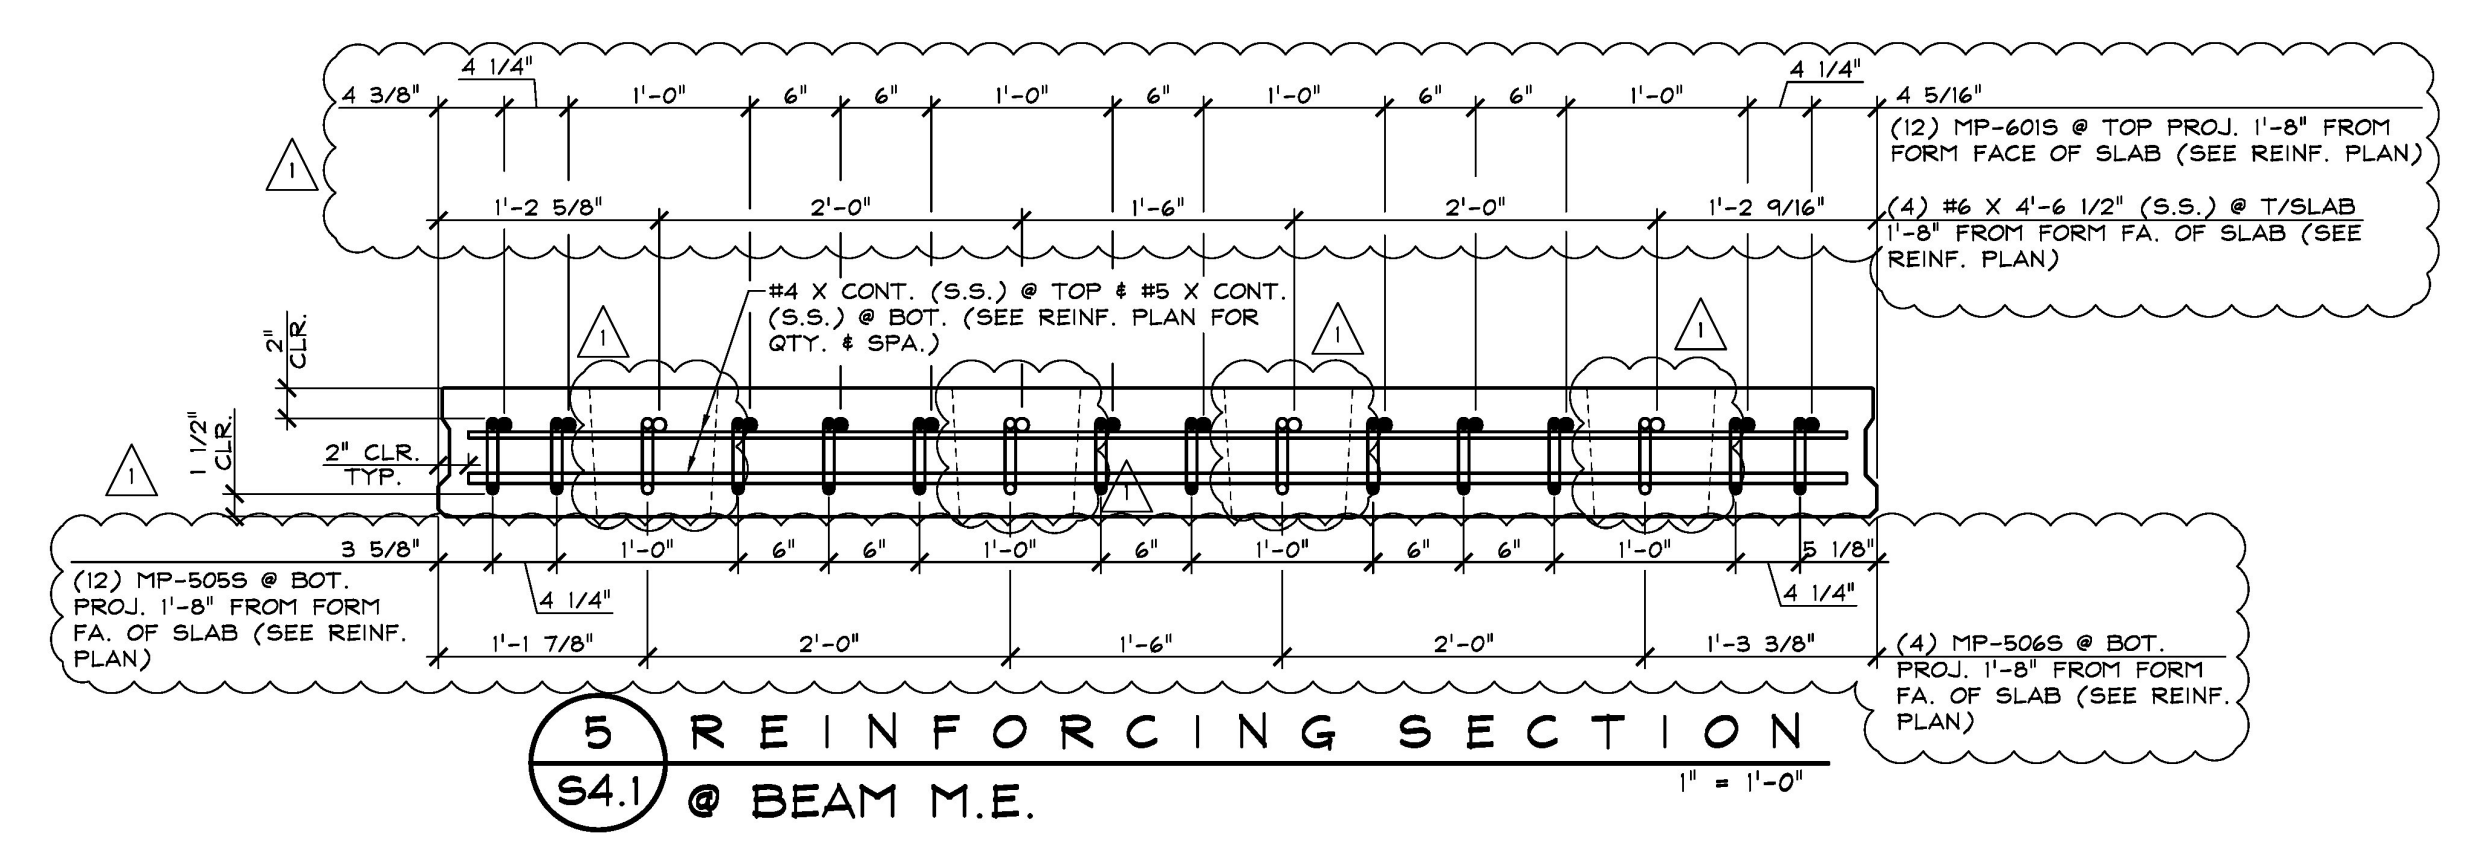 4 1/4"
4 1/4"
4 3/8"
1'-0"
6"
6"
1'-0"
6"
1'-0"
6"
6"
1'-0"
4 5/16"
(12) MP-601S @ TOP PROJ. 1'-8" FROM
FORM FACE OF SLAB (SEE REINF. PLAN)
1
1'-2 5/8"
2'-0"
1'-6"
2'-0"
1'-2 9/16"
(4) #6 X 4'-6 1/2" (S.S.) @ T/SLAB
1'-8" FROM FORM FA. OF SLAB (SEE
REINF. PLAN)
#4 X CONT. (S.S.) @ TOP & #5 X CONT.
(S.S.) @ BOT. (SEE REINF. PLAN FOR
QTY. & SPA.)
1
1
1
2"
CLR.
1 1/2"
CLR.
2" CLR.
TYP.
1
1
3 5/8"
1'-0"
6"
6"
1'-0"
6"
1'-0"
6"
6"
1'-0"
5 1/8"
(12) MP-505S @ BOT.
PROJ. 1'-8" FROM FORM
FA. OF SLAB (SEE REINF.
PLAN)
4 1/4"
4 1/4"
1'-1 7/8"
2'-0"
1'-6"
2'-0"
1'-3 3/8"
(4) MP-506S @ BOT.
PROJ. 1'-8" FROM FORM
FA. OF SLAB (SEE REINF.
PLAN)
5
S4.1
REINFORCING SECTION
1" = 1'-0"
@ BEAM M.E.